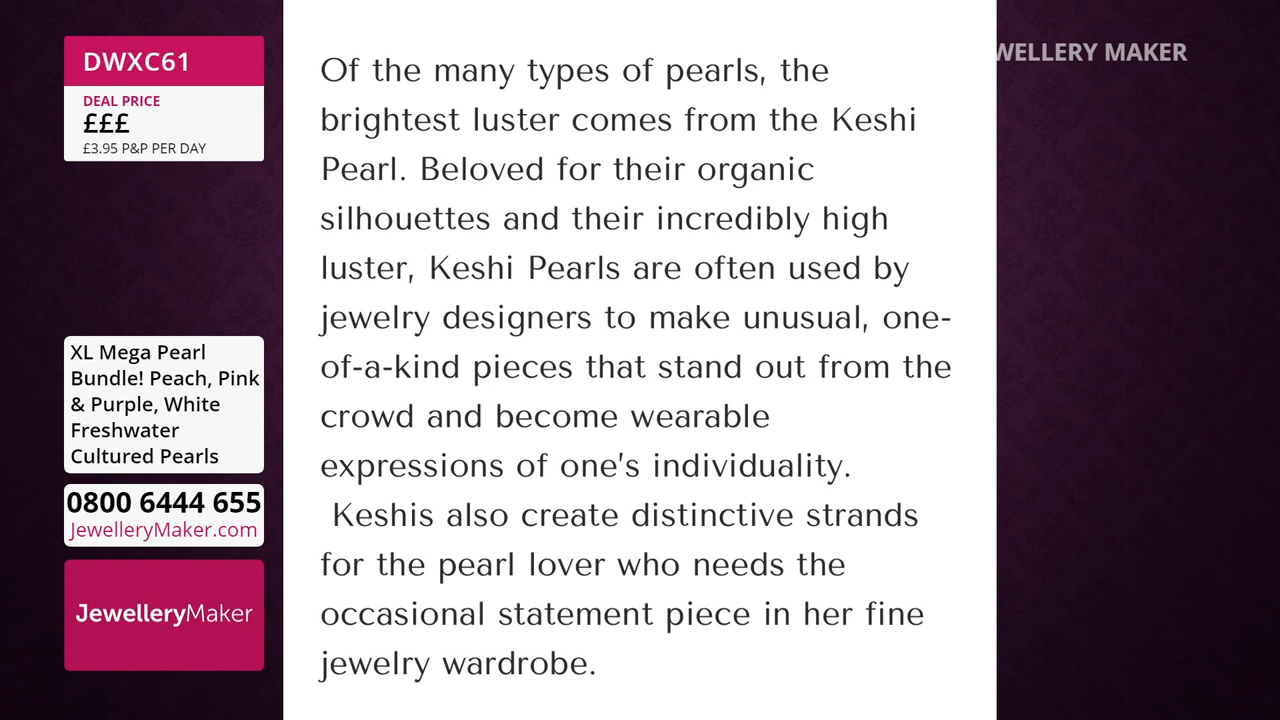 DWXC61
DEAL PRICE
£££
£3.95 P&P PER DAY
XL Mega Pearl
Bundle! Peach, Pink
& Purple, White
Freshwater
Cultured Pearls
0800 6444 655
JewelleryMaker.com
JewelleryMaker
Of the many types of pearls, the
brightest luster comes from the Keshi
Pearl. Beloved for their organic
silhouettes and their incredibly high
luster, Keshi Pearls are often used by
jewelry designers to make unusual, one-
of-a-kind pieces that stand out from the
crowd and become wearable
expressions of one’s individuality.
Keshis also create distinctive strands
for the pearl lover who needs the
occasional statement piece in her fine
jewelry wardrobe.
WELLERY MAKER